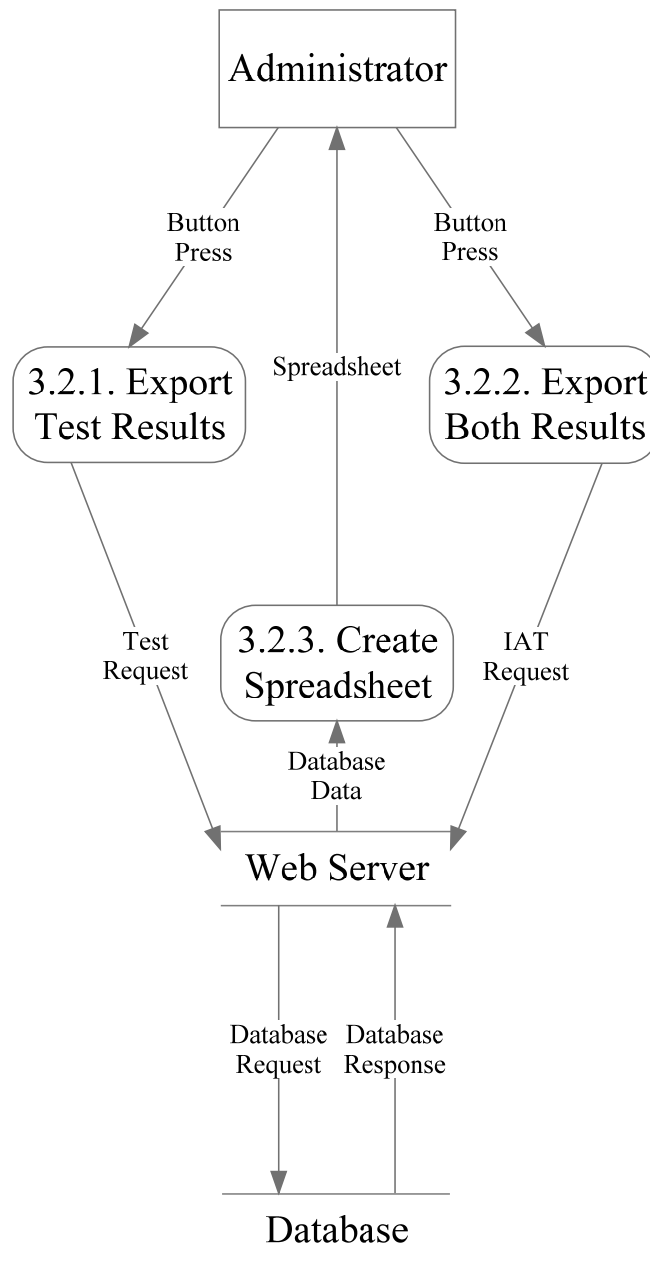 Administrator
Button
Press
Button
Press
Spreadsheet
3.2.1. Export
Test Results
3.2.2. Export
Both Results
Test
Request
3.2.3. Create
Spreadsheet
IAT
Request
Database
Data
Web Server
Database
Request
Database
Response
Database